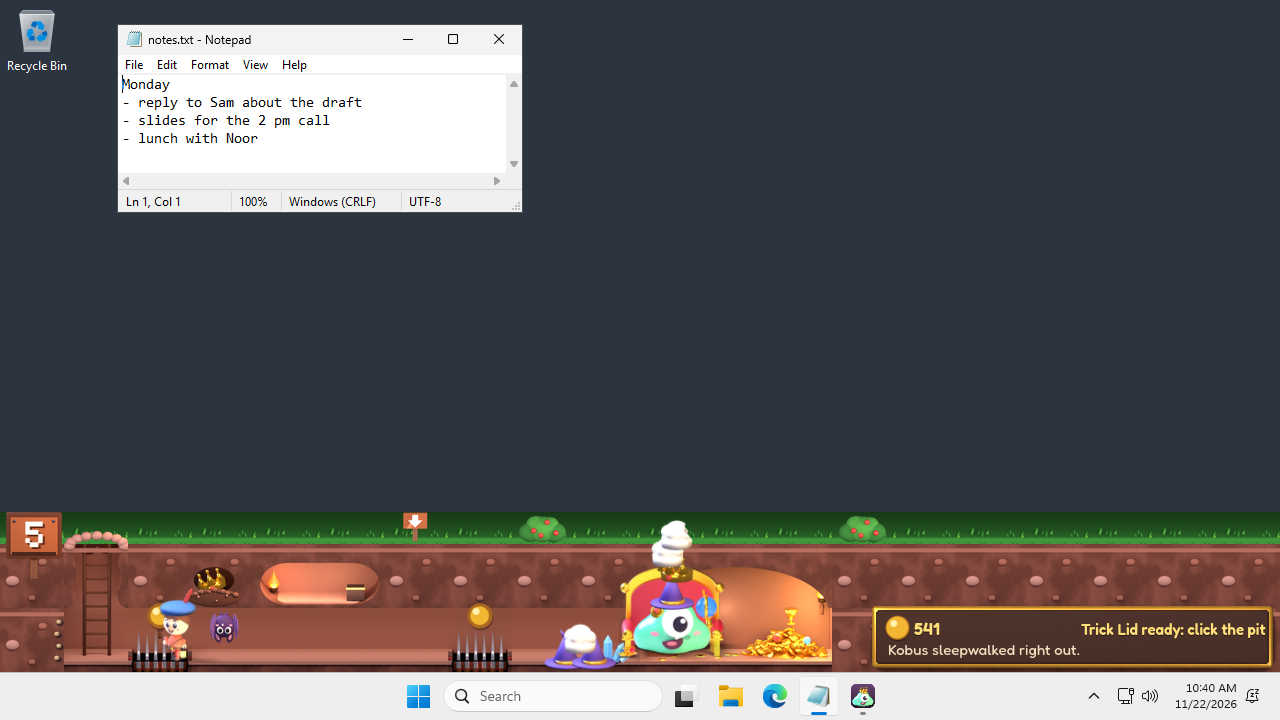 Recycle Bin
notes.txt - Notepad
File Edit Format View Help
Monday
- reply to Sam about the draft
- slides for the 2 pm call
- lunch with Noor
Ln 1, Col 1 100% Windows (CRLF) UTF-8
5
541 Trick Lid ready: click the pit
Kobus sleepwalked right out.
Search
10:40 AM
11/22/2026